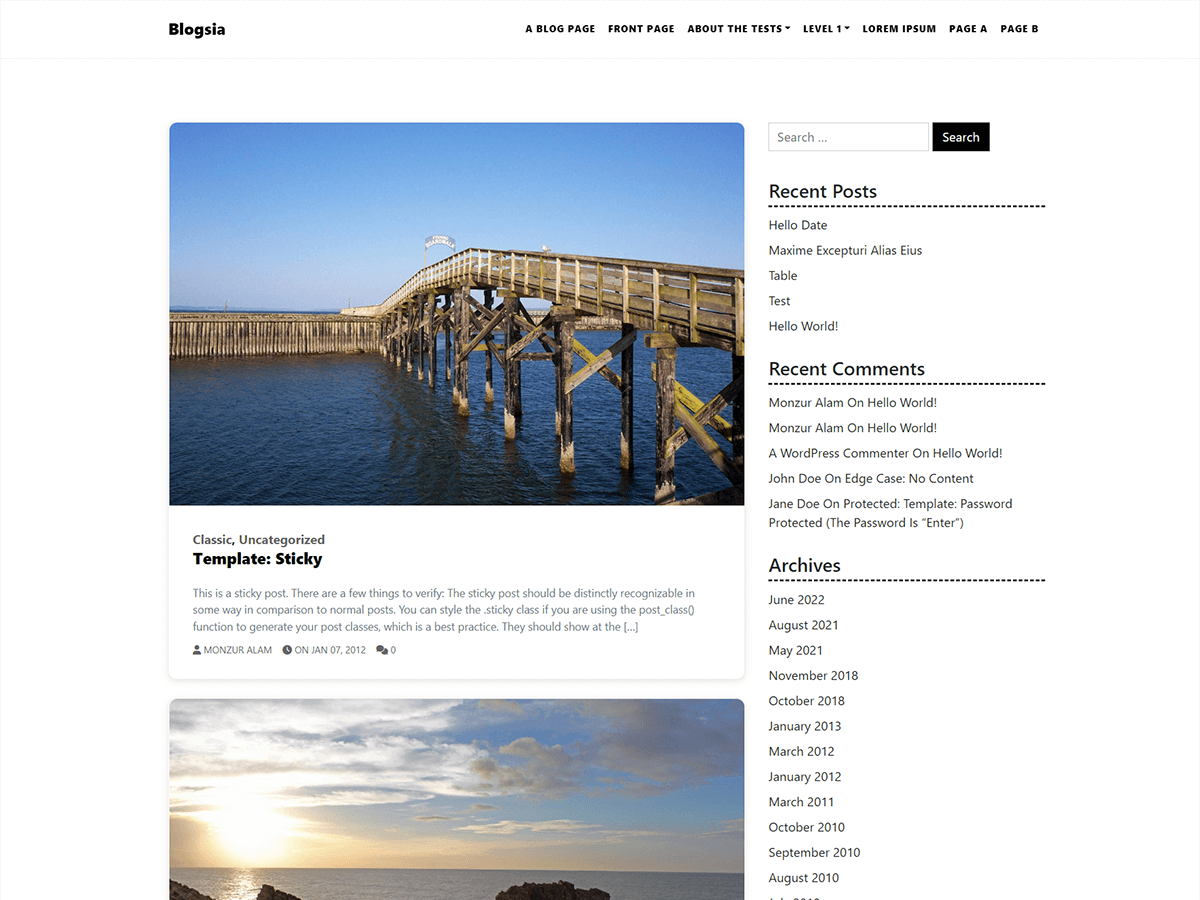 Blogsia
A BLOG PAGE FRONT PAGE ABOUT THE TESTS LEVEL 1 LOREM IPSUM PAGE A PAGE B
Search ... Search
Recent Posts
Hello Date
Maxime Excepturi Alias Eius
Table
Test
Hello World!
Recent Comments
Monzur Alam On Hello World!
Monzur Alam On Hello World!
A WordPress Commenter On Hello World!
John Doe On Edge Case: No Content
Jane Doe On Protected: Template: Password
Protected (The Password Is “Enter”)
Archives
June 2022
August 2021
May 2021
November 2018
October 2018
January 2013
March 2012
January 2012
March 2011
October 2010
September 2010
August 2010
Classic, Uncategorized
Template: Sticky
This is a sticky post. There are a few things to verify: The sticky post should be distinctly recognizable in
some way in comparison to normal posts. You can style the .sticky class if you are using the post_class()
function to generate your post classes, which is a best practice. They should show at the [...]
MONZUR ALAM ON JAN 07, 2012 0